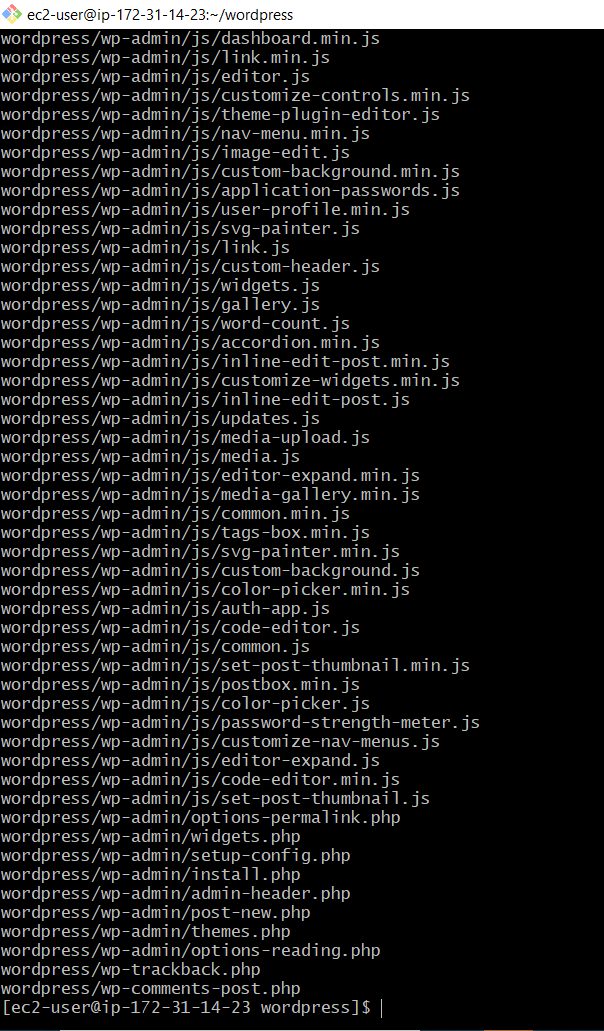 ec2-user@ip-172-31-14-23:~/wordpress
wordpress/wp-admin/js/dashboard.min.js
wordpress/wp-admin/js/link.min.js
wordpress/wp-admin/js/editor.js
wordpress/wp-admin/js/customize-controls.min.js
wordpress/wp-admin/js/theme-plugin-editor.js
wordpress/wp-admin/js/nav-menu.min.js
wordpress/wp-admin/js/image-edit.js
wordpress/wp-admin/js/custom-background.min.js
wordpress/wp-admin/js/application-passwords.js
wordpress/wp-admin/js/user-profile.min.js
wordpress/wp-admin/js/svg-painter.js
wordpress/wp-admin/js/link.js
wordpress/wp-admin/js/custom-header.js
wordpress/wp-admin/js/widgets.js
wordpress/wp-admin/js/gallery.js
wordpress/wp-admin/js/word-count.js
wordpress/wp-admin/js/accordion.min.js
wordpress/wp-admin/js/inline-edit-post.min.js
wordpress/wp-admin/js/customize-widgets.min.js
wordpress/wp-admin/js/inline-edit-post.js
wordpress/wp-admin/js/updates.js
wordpress/wp-admin/js/media-upload.js
wordpress/wp-admin/js/media.js
wordpress/wp-admin/js/editor-expand.min.js
wordpress/wp-admin/js/media-gallery.min.js
wordpress/wp-admin/js/common.min.js
wordpress/wp-admin/js/tags-box.min.js
wordpress/wp-admin/js/svg-painter.min.js
wordpress/wp-admin/js/custom-background.js
wordpress/wp-admin/js/color-picker.min.js
wordpress/wp-admin/js/auth-app.js
wordpress/wp-admin/js/code-editor.js
wordpress/wp-admin/js/common.js
wordpress/wp-admin/js/set-post-thumbnail.min.js
wordpress/wp-admin/js/postbox.min.js
wordpress/wp-admin/js/color-picker.js
wordpress/wp-admin/js/password-strength-meter.js
wordpress/wp-admin/js/customize-nav-menus.js
wordpress/wp-admin/js/editor-expand.js
wordpress/wp-admin/js/code-editor.min.js
wordpress/wp-admin/js/set-post-thumbnail.js
wordpress/wp-admin/options-permalink.php
wordpress/wp-admin/widgets.php
wordpress/wp-admin/setup-config.php
wordpress/wp-admin/install.php
wordpress/wp-admin/admin-header.php
wordpress/wp-admin/post-new.php
wordpress/wp-admin/themes.php
wordpress/wp-admin/options-reading.php
wordpress/wp-trackback.php
wordpress/wp-comments-post.php
[ec2-user@ip-172-31-14-23 wordpress]$